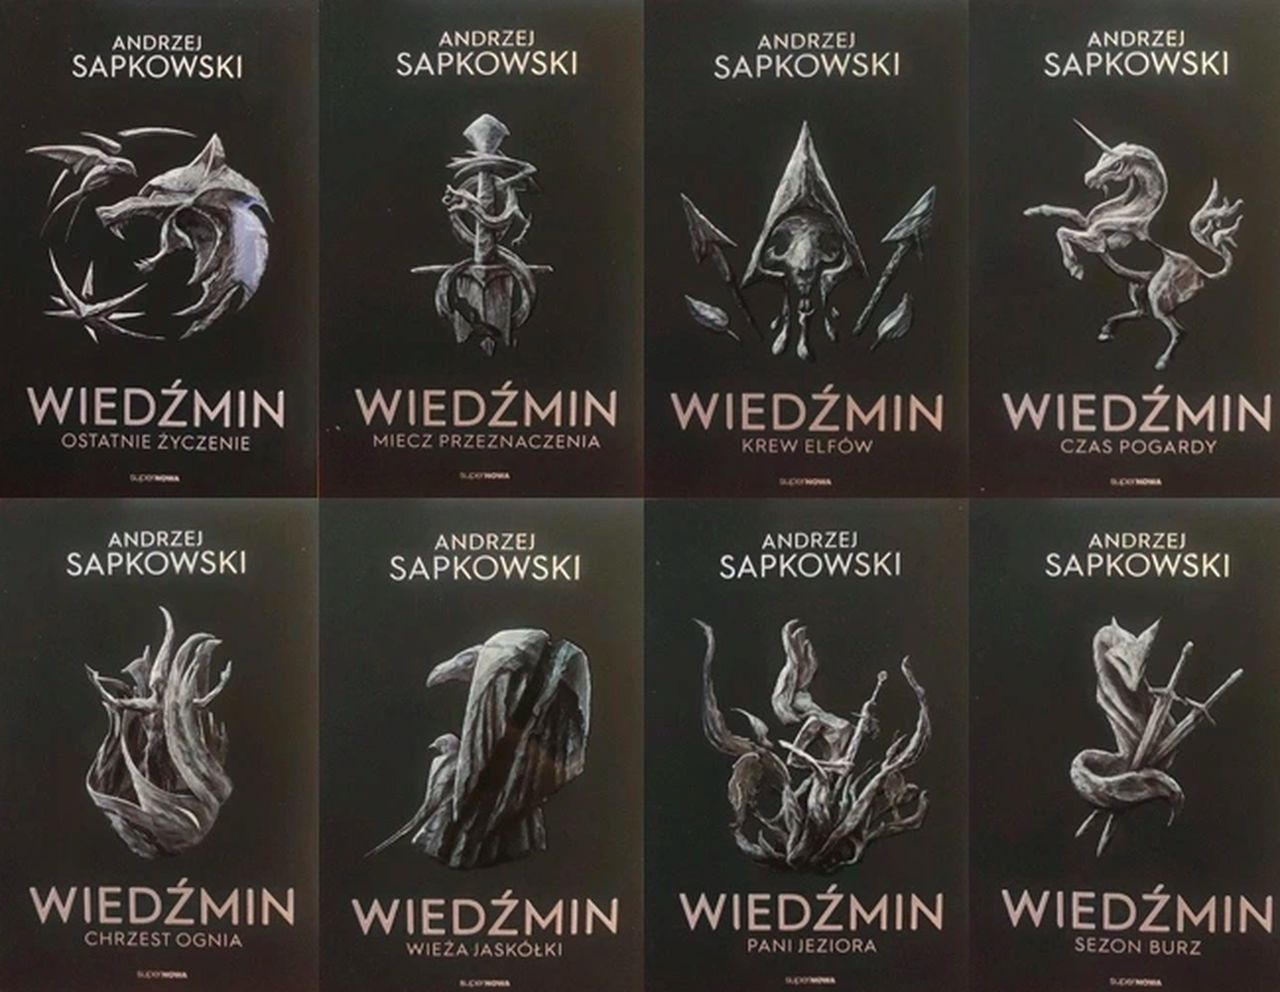 ANDRZEJ
SAPKOWSKI
WIEDŹMIN
OSTATNIE ŻYCZENIE
superNOWA
ANDRZEJ
SAPKOWSKI
WIEDŹMIN
MIECZ PRZEZNACZENIA
superNOWA
ANDRZEJ
SAPKOWSKI
WIEDŹMIN
KREW ELFÓW
superNOWA
ANDRZEJ
SAPKOWSKI
WIEDŹMIN
CZAS POGARDY
superNOWA
ANDRZEJ
SAPKOWSKI
WIEDŹMIN
CHRZEST OGNIA
superNOWA
ANDRZEJ
SAPKOWSKI
WIEDŹMIN
WIEŻA JASKÓŁKI
superNOWA
ANDRZEJ
SAPKOWSKI
WIEDŹMIN
PANI JEZIORA
superNOWA
ANDRZEJ
SAPKOWSKI
WIEDŹMIN
SEZON BURZ
superNOWA